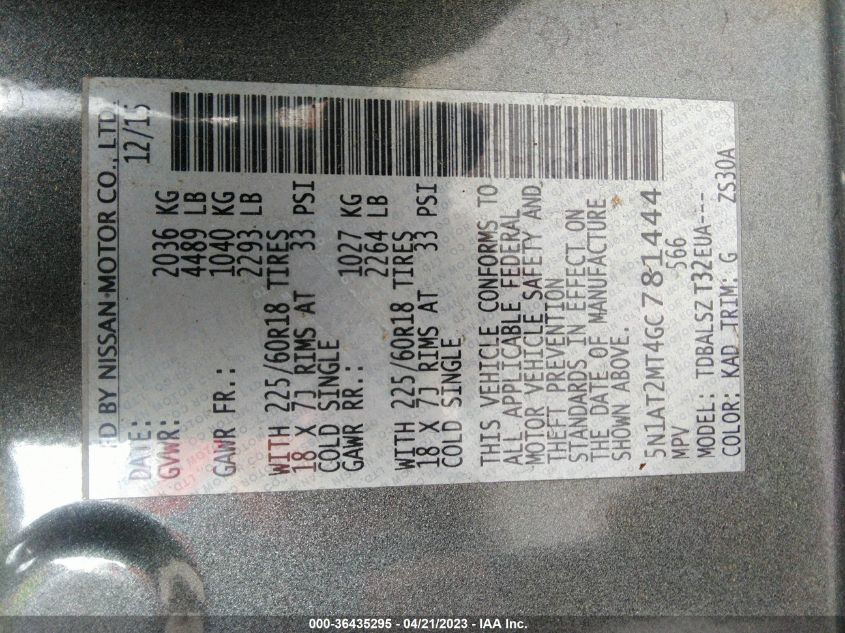 ED BY NISSAN MOTOR CO., LTD.
DATE: 12/15
GVWR: 2036 KG
4489 LB
GAWR FR.: 1040 KG
2293 LB
WITH 225/60R18 TIRES
18 X 7J RIMS AT 33 PSI
COLD SINGLE
GAWR RR.: 1027 KG
2264 LB
WITH 225/60R18 TIRES
18 X 7J RIMS AT 33 PSI
COLD SINGLE
THIS VEHICLE CONFORMS TO
ALL APPLICABLE FEDERAL
MOTOR VEHICLE SAFETY AND
THEFT PREVENTION
STANDARDS IN EFFECT ON
THE DATE OF MANUFACTURE
SHOWN ABOVE.
5N1AT2MT4GC781444
MPV 566
MODEL: TDBALSZ T32EUA---
COLOR: KAD TRIM: G ZS30A
000-36435295 - 04/21/2023 - IAA Inc.